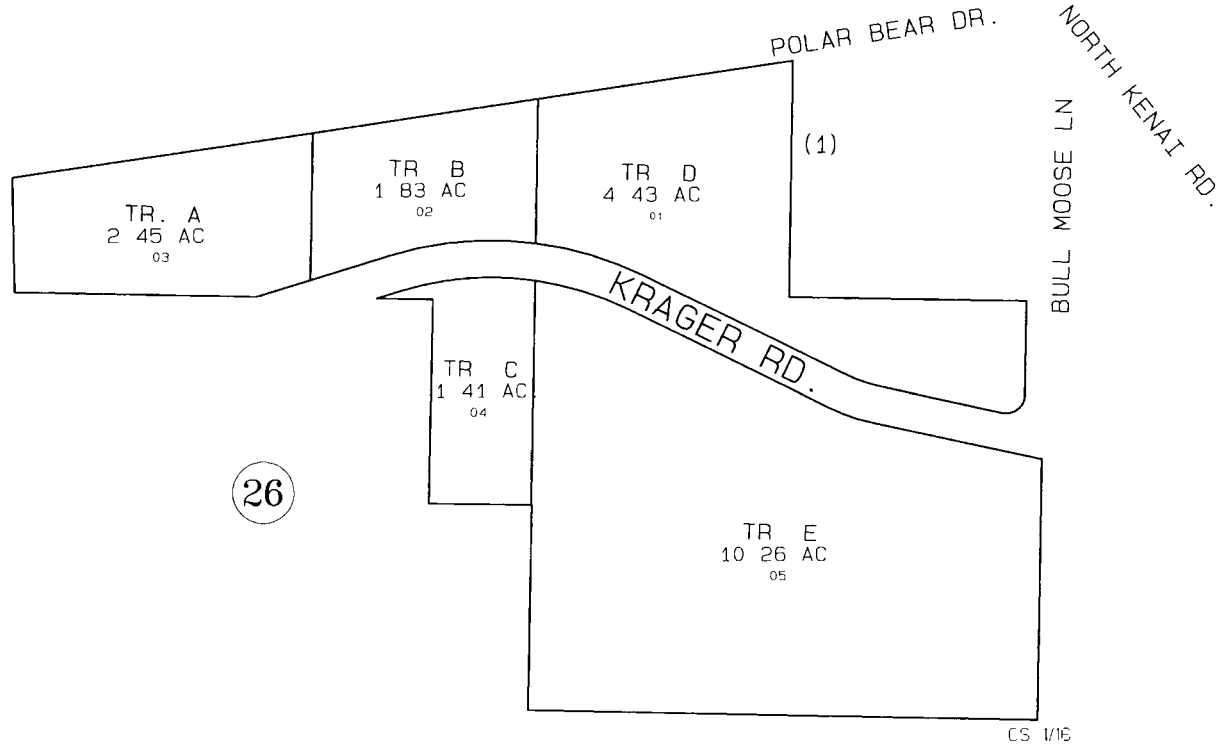 POLAR BEAR DR.
NORTH KENAI RD.
BULL MOOSE LN
(1)
TR B
1 83 AC
02
TR D
4 43 AC
01
TR. A
2 45 AC
03
KRAGER RD.
TR C
1 41 AC
04
26
TR E
10 26 AC
05
CS 1/16